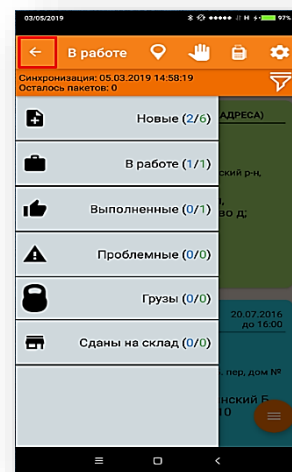 03/05/2019
97%
В работе
Синхронизация: 05.03.2019 14:58:19
Осталось пакетов: 0
АДРЕСА)
Новые (2/6)
В работе (1/1)
ский р-н,
Выполненные (0/1)
во д;
Проблемные (0/0)
Грузы (0/0)
20.07.2016
до 16:00
Сданы на склад (0/0)
пер, дом №
нский Б